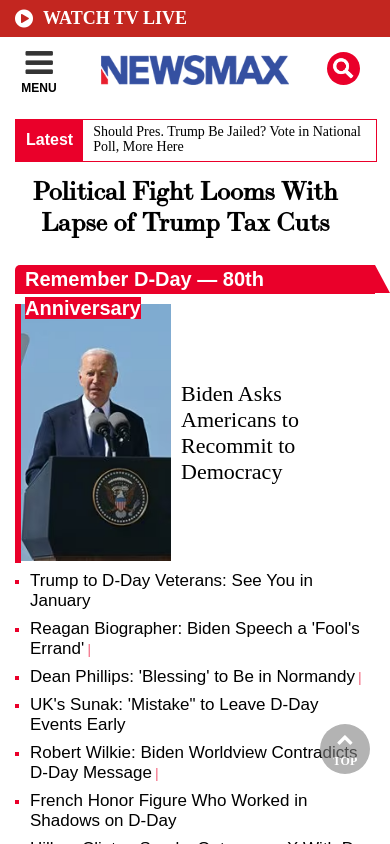 WATCH TV LIVE
MENU
NEWSMAX
Latest
Should Pres. Trump Be Jailed? Vote in National
Poll, More Here
Political Fight Looms With
Lapse of Trump Tax Cuts
Remember D-Day — 80th
Anniversary
Biden Asks
Americans to
Recommit to
Democracy
Trump to D-Day Veterans: See You in
January
Reagan Biographer: Biden Speech a 'Fool's
Errand' |
Dean Phillips: 'Blessing' to Be in Normandy |
UK's Sunak: 'Mistake" to Leave D-Day
Events Early
Robert Wilkie: Biden Worldview Contradicts
D-Day Message |
TOP
French Honor Figure Who Worked in
Shadows on D-Day